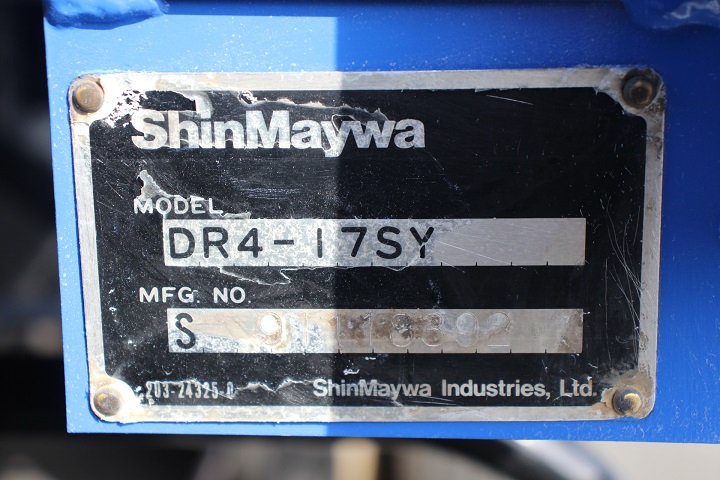 ShinMaywa
MODEL
DR4-17SY
MFG. NO.
S
203-24325-0
ShinMaywa Industries, Ltd.